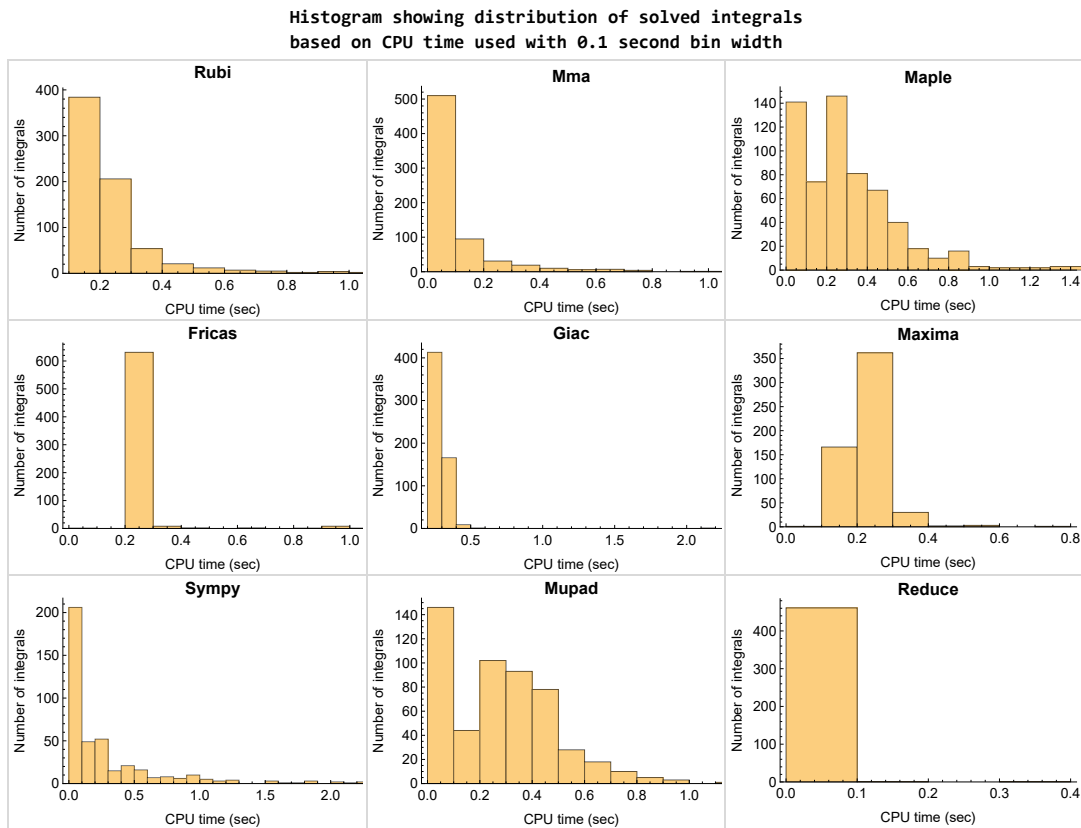 Histogram showing distribution of solved integrals
based on CPU time used with 0.1 second bin width
Rubi
Number of integrals
400
300
200
100
0
0.2 0.4 0.6 0.8 1.0
CPU time (sec)
Mma
Number of integrals
500
400
300
200
100
0
0.0 0.2 0.4 0.6 0.8 1.0
CPU time (sec)
Maple
Number of integrals
140
120
100
80
60
40
20
0
0.0 0.2 0.4 0.6 0.8 1.0 1.2 1.4
CPU time (sec)
Fricas
Number of integrals
600
500
400
300
200
100
0
0.0 0.2 0.4 0.6 0.8 1.0
CPU time (sec)
Giac
Number of integrals
400
300
200
100
0
0.5 1.0 1.5 2.0
CPU time (sec)
Maxima
Number of integrals
350
300
250
200
150
100
50
0
0.0 0.2 0.4 0.6 0.8
CPU time (sec)
Sympy
Number of integrals
200
150
100
50
0
0.0 0.5 1.0 1.5 2.0
CPU time (sec)
Mupad
Number of integrals
140
120
100
80
60
40
20
0
0.0 0.2 0.4 0.6 0.8 1.0
CPU time (sec)
Reduce
Number of integrals
400
300
200
100
0
0.0 0.1 0.2 0.3 0.4
CPU time (sec)